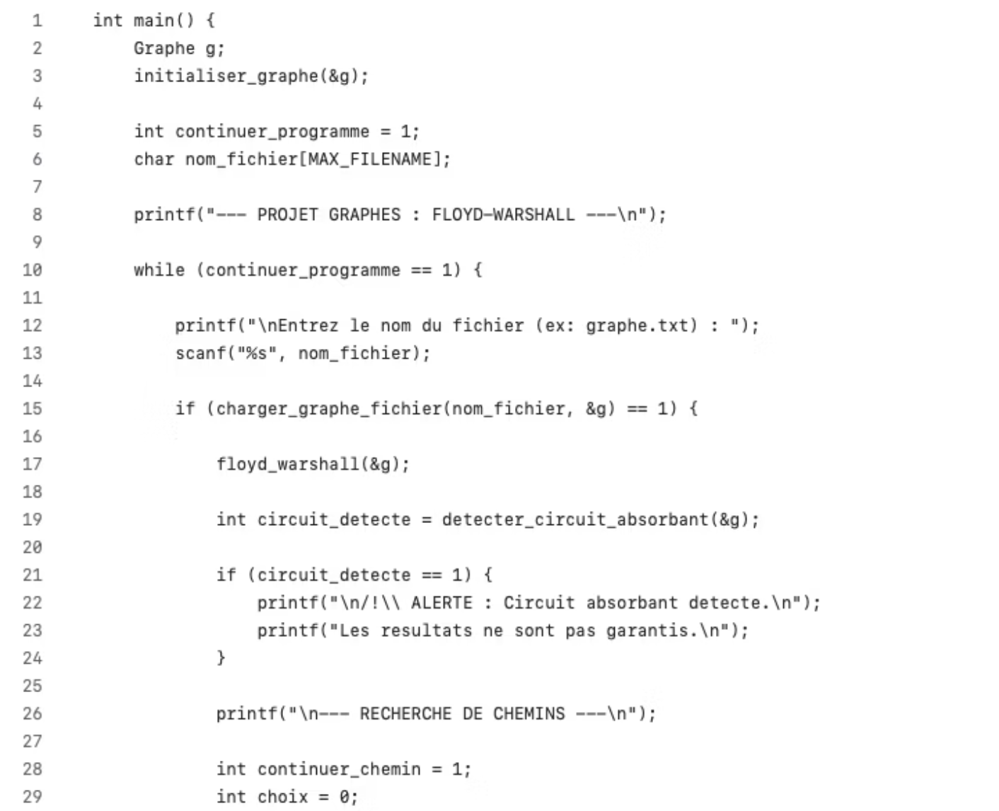 1 int main() {
2 Graphe g;
3 initialiser_graphe(&g);
4
5 int continuer_programme = 1;
6 char nom_fichier[MAX_FILENAME];
7
8 printf("--- PROJET GRAPHES : FLOYD-WARSHALL ---\n");
9
10 while (continuer_programme == 1) {
11
12 printf("\nEntrez le nom du fichier (ex: graphe.txt) : ");
13 scanf("%s", nom_fichier);
14
15 if (charger_graphe_fichier(nom_fichier, &g) == 1) {
16
17 floyd_warshall(&g);
18
19 int circuit_detecte = detecter_circuit_absorbant(&g);
20
21 if (circuit_detecte == 1) {
22 printf("\n/!\\ ALERTE : Circuit absorbant detecte.\n");
23 printf("Les resultats ne sont pas garantis.\n");
24 }
25
26 printf("\n--- RECHERCHE DE CHEMINS ---\n");
27
28 int continuer_chemin = 1;
29 int choix = 0;